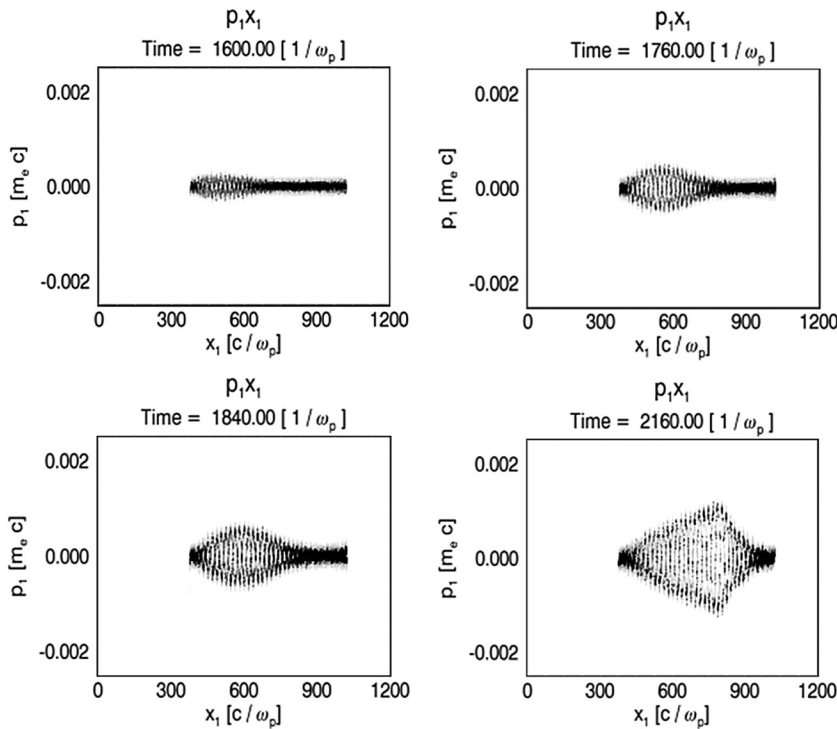 p₁x₁
Time = 1600.00 [ 1 / ωₚ ]
0.002
0.000
-0.002
p₁ [mₑ c]
0 300 600 900 1200
x₁ [c / ωₚ]
p₁x₁
Time = 1760.00 [ 1 / ωₚ ]
0.002
0.000
-0.002
p₁ [mₑ c]
0 300 600 900 1200
x₁ [c / ωₚ]
p₁x₁
Time = 1840.00 [ 1 / ωₚ ]
0.002
0.000
-0.002
p₁ [mₑ c]
0 300 600 900 1200
x₁ [c / ωₚ]
p₁x₁
Time = 2160.00 [ 1 / ωₚ ]
0.002
0.000
-0.002
p₁ [mₑ c]
0 300 600 900 1200
x₁ [c / ωₚ]